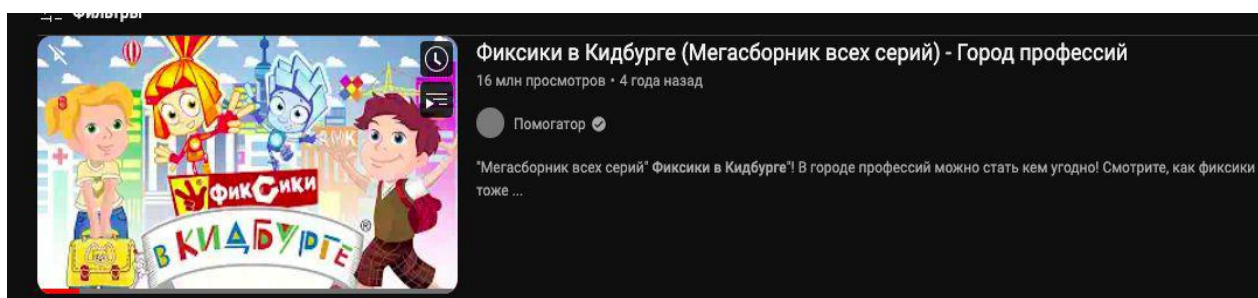 Фильтры
Фиксики в Кидбурге (Мегасборник всех серий) - Город профессий
16 млн просмотров • 4 года назад
Помогатор
"Мегасборник всех серий" Фиксики в Кидбурге"! В городе профессий можно стать кем угодно! Смотрите, как фиксики
тоже ...
ФИКСИКИ
В КИДБУРГЕ ®